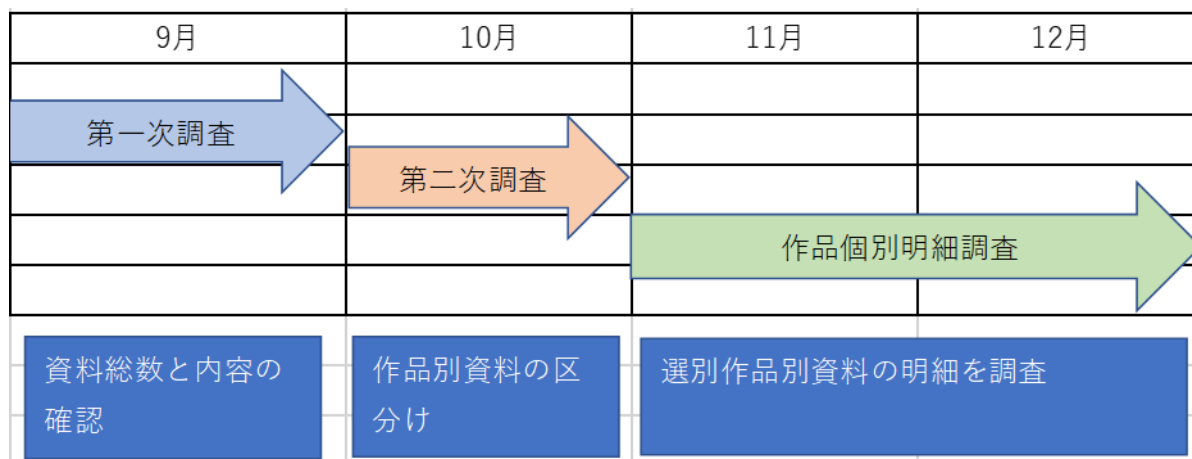 9月
10月
11月
12月
第一次調査
第二次調査
作品個別明細調査
資料総数と内容の
確認
作品別資料の区
分け
選別作品別資料の明細を調査